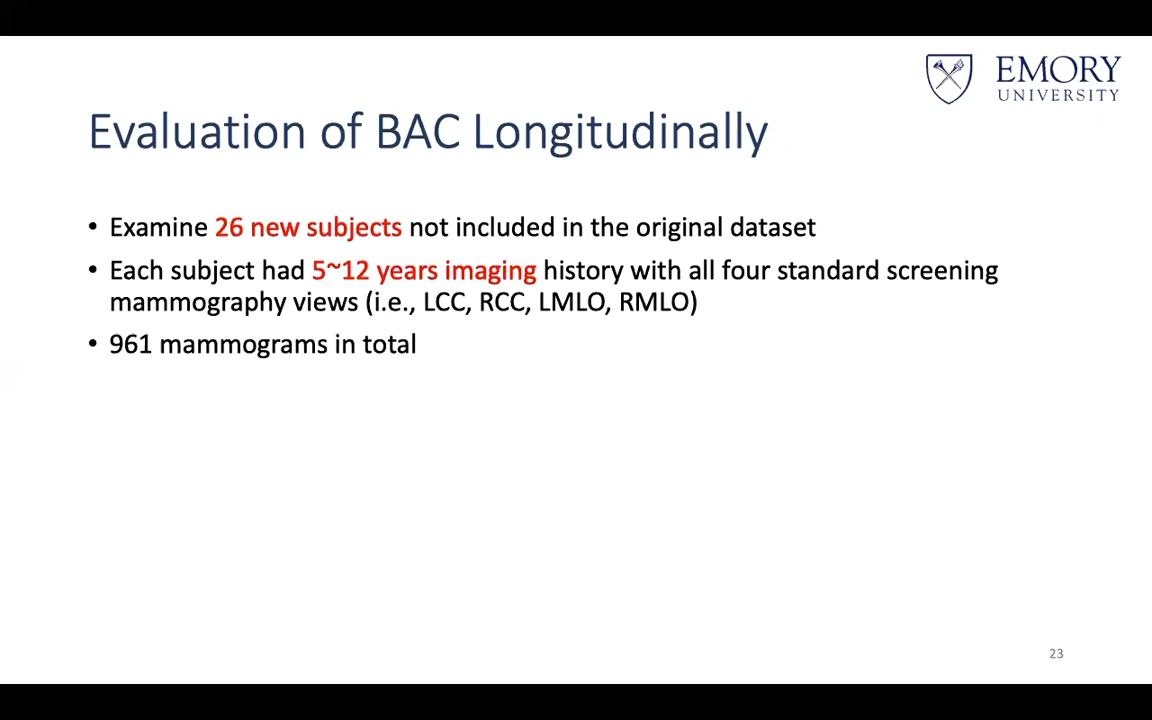 EMORY
UNIVERSITY
Evaluation of BAC Longitudinally
• Examine 26 new subjects not included in the original dataset
• Each subject had 5~12 years imaging history with all four standard screening
mammography views (i.e., LCC, RCC, LMLO, RMLO)
• 961 mammograms in total
23